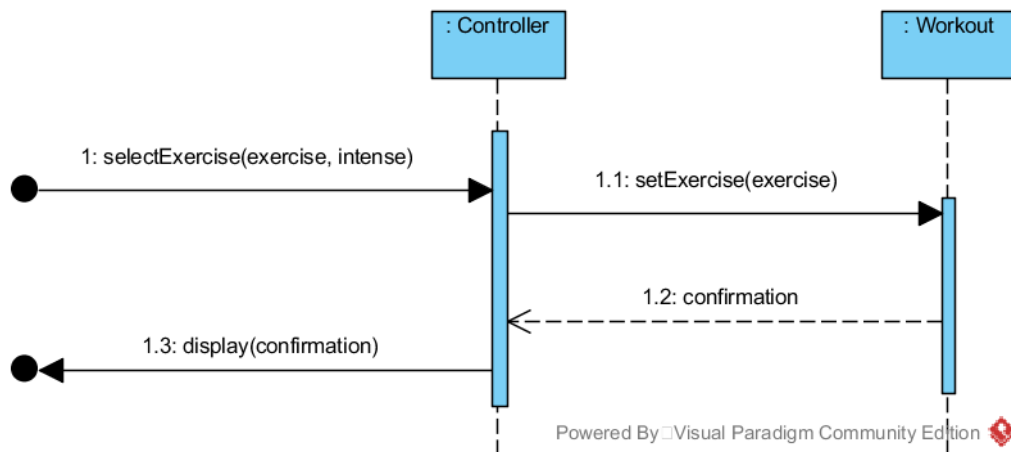 : Controller
: Workout
1: selectExercise(exercise, intense)
1.1: setExercise(exercise)
1.2: confirmation
1.3: display(confirmation)
Powered By Visual Paradigm Community Edition